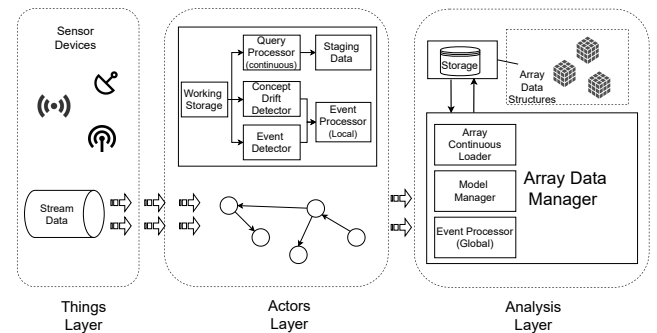 Sensor
Devices
Stream
Data
Things
Layer
Query
Processor
(continuous)
Staging
Data
Working
Storage
Concept
Drift
Detector
Event
Processor
(Local)
Event
Detector
Actors
Layer
Storage
Array
Data
Structures
Array
Continuous
Loader
Model
Manager
Event Processor
(Global)
Array Data
Manager
Analysis
Layer